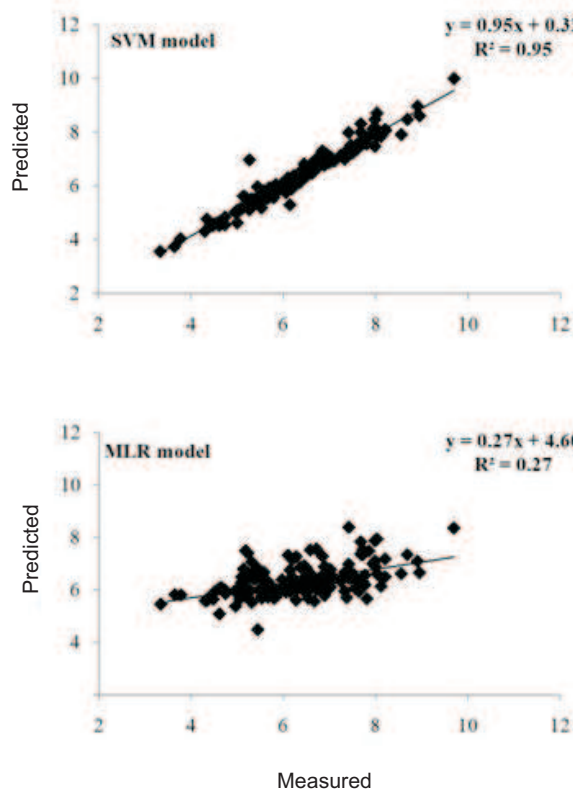 12
SVM model
y = 0.95x + 0.3
R² = 0.95
10
8
Predicted
6
4
2
2 4 6 8 10 12
12
MLR model
y = 0.27x + 4.6
R² = 0.27
10
8
Predicted
6
4
2 4 6 8 10 12
Measured